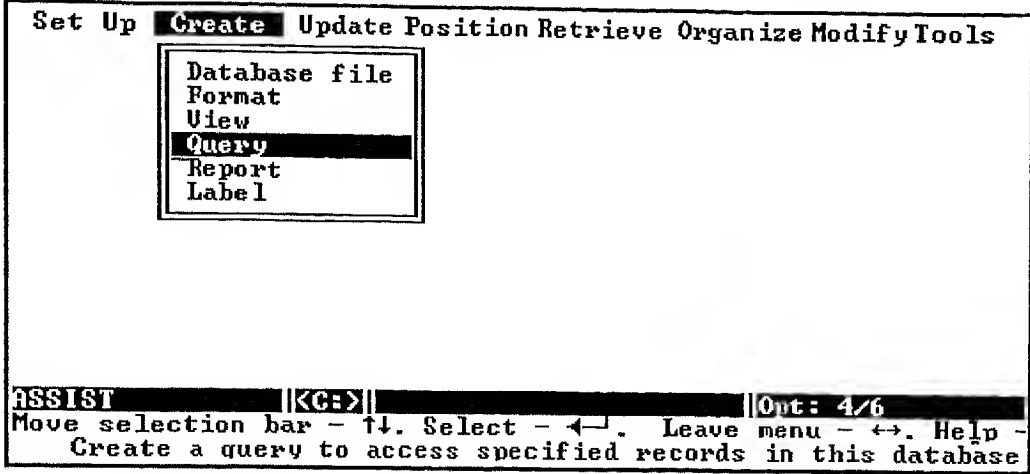 Set Up Create Update Position Retrieve Organize Modify Tools
Database file
Format
View
Query
Report
Label
ASSIST ||<C:>|| ||Opt: 4/6
Move selection bar - ↑↓. Select - ←┘. Leave menu - ↔. Help -
Create a query to access specified records in this database